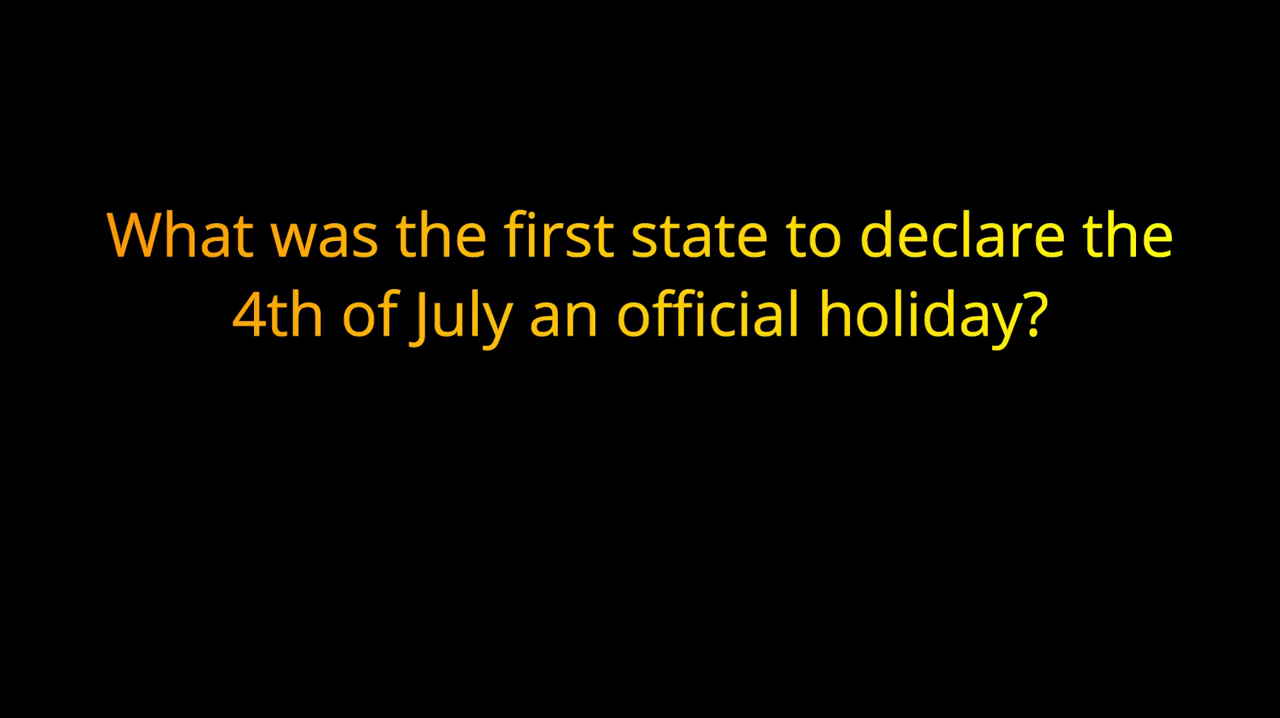 What was the first state to declare the
4th of July an official holiday?